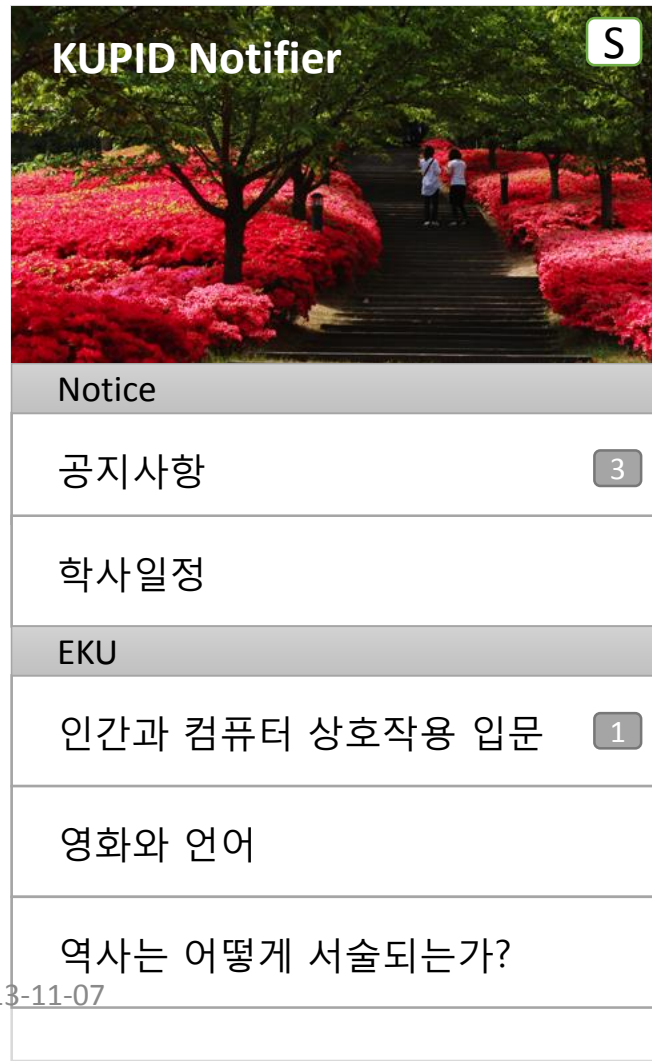 KUPID Notifier
S
Notice
공지사항
3
학사일정
EKU
인간과 컴퓨터 상호작용 입문
1
영화와 언어
역사는 어떻게 서술되는가?
3-11-07